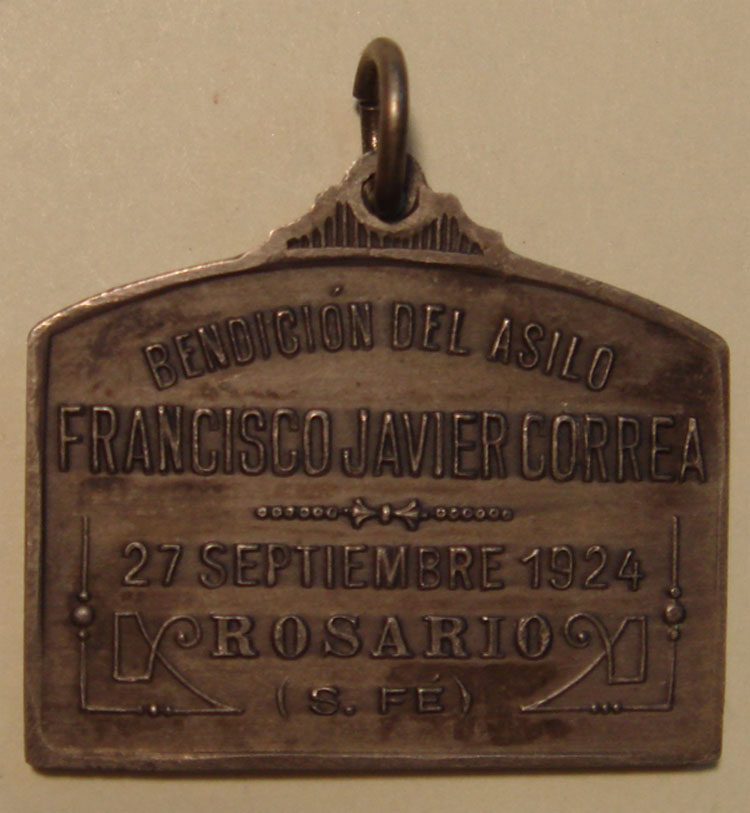 BENDICIÓN DEL ASILO
FRANCISCO JAVIER CORREA
27 SEPTIEMBRE 1924
ROSARIO
(S. FÉ)